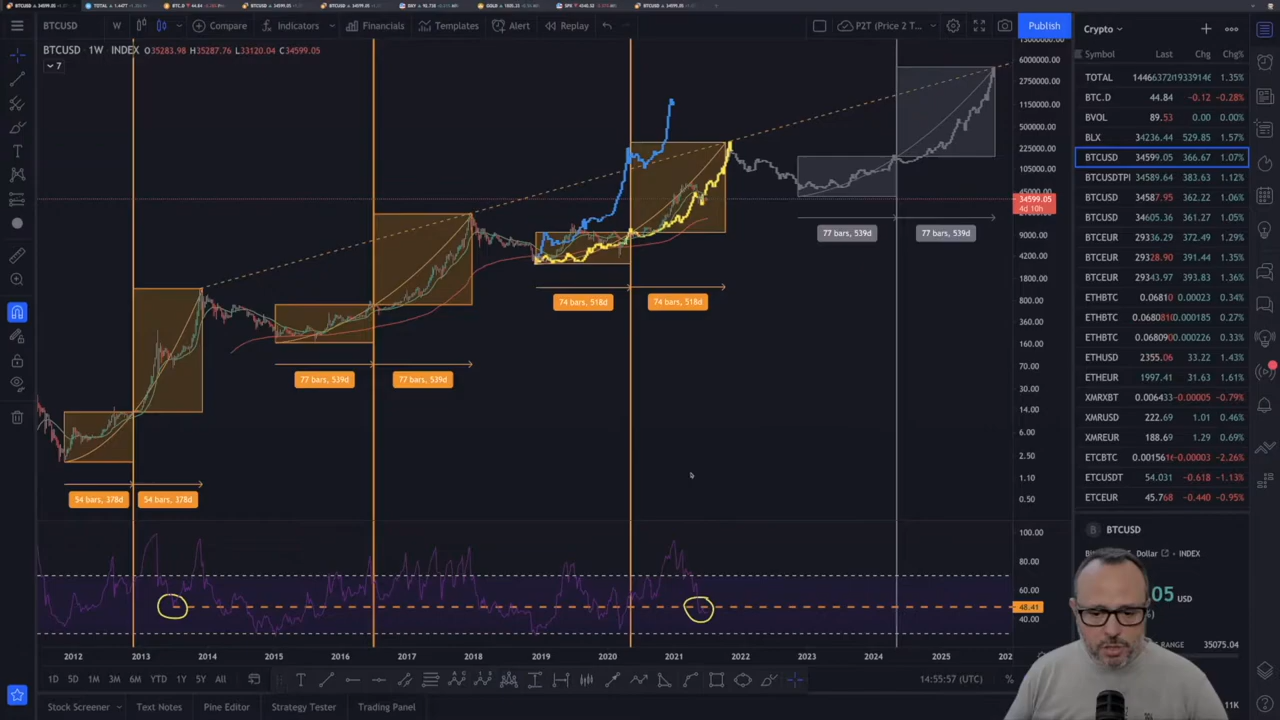 BTCUSD W Compare Indicators Financials Templates Alert Replay P2T (Price 2 T... Publish
BTCUSD · 1W · INDEX O35283.98 H35287.76 L33120.04 C34599.05
7
6000000.00
2750000.00
1150000.00
500000.00
225000.00
105000.00
45000.00
34599.05
4d 10h
9000.00
4200.00
1800.00
800.00
360.00
160.00
70.00
30.00
14.00
6.00
2.50
1.10
0.50
77 bars, 539d 77 bars, 539d
74 bars, 518d 74 bars, 518d
77 bars, 539d 77 bars, 539d
54 bars, 378d 54 bars, 378d
100.00
80.00
60.00
48.41
40.00
2012 2013 2014 2015 2016 2017 2018 2019 2020 2021 2022 2023 2024 2025
1D 5D 1M 3M 6M YTD 1Y 5Y All 14:55:57 (UTC) %
Stock Screener Text Notes Pine Editor Strategy Tester Trading Panel
Crypto
Symbol Last Chg Chg%
TOTAL 1.35%
BTC.D 44.84 -0.12 -0.28%
BVOL 89.53 0.00 0.00%
BLX 34236.44 529.85 1.57%
BTCUSD 34599.05 366.67 1.07%
BTCUSDTPI 34589.64 383.63 1.12%
BTCUSD 34587.95 362.22 1.06%
BTCUSD 34605.36 361.27 1.05%
BTCEUR 29336.29 372.49 1.29%
BTCEUR 29328.90 391.44 1.35%
BTCEUR 29343.97 393.83 1.36%
ETHBTC 0.06810 0.00023 0.34%
ETHBTC 0.000185 0.27%
ETHBTC 0.000225 0.33%
ETHUSD 2355.06 33.22 1.43%
ETHEUR 1997.41 31.63 1.61%
XMRXBT 0.006433 -0.00005 -0.79%
XMRUSD 222.69 1.01 0.46%
XMREUR 188.69 1.29 0.69%
ETCBTC -0.00003 -2.26%
ETCUSDT 54.031 -0.618 -1.13%
ETCEUR 45.768 -0.440 -0.95%
BTCUSD
Dollar INDEX
USD
RANGE 35075.04
11K